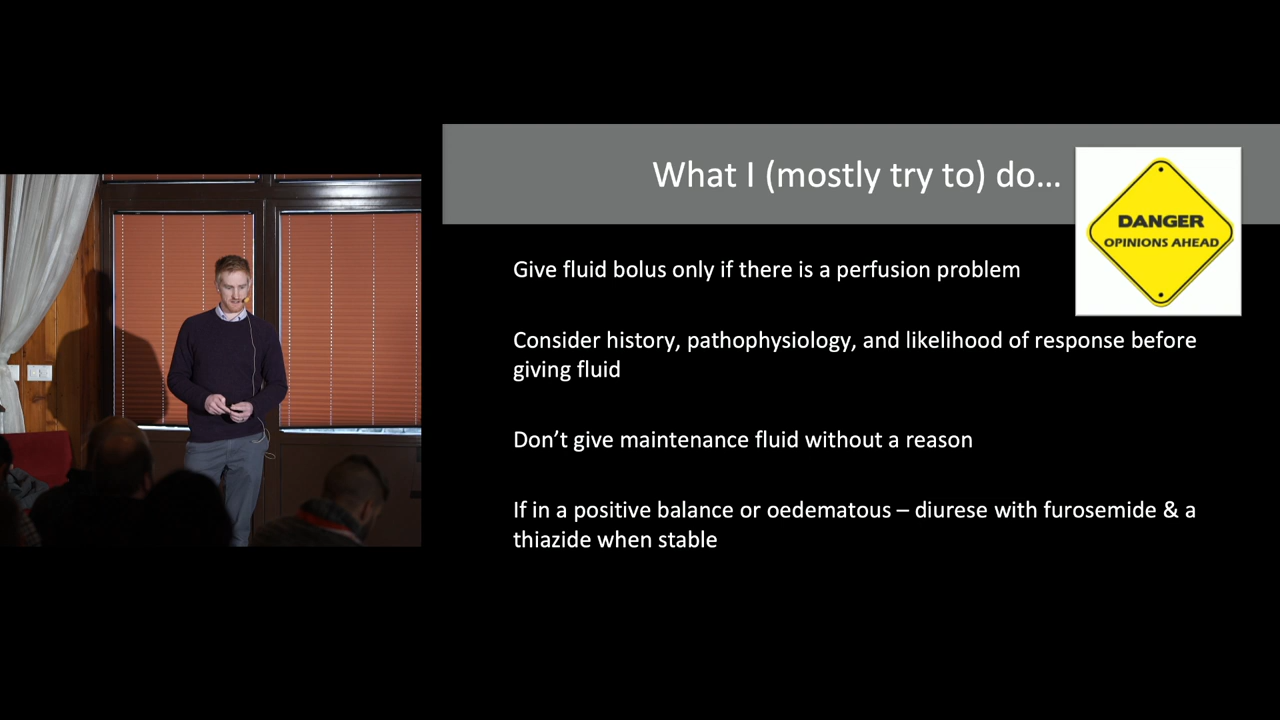 What I (mostly try to) do…
DANGER
OPINIONS AHEAD
Give fluid bolus only if there is a perfusion problem
Consider history, pathophysiology, and likelihood of response before
giving fluid
Don’t give maintenance fluid without a reason
If in a positive balance or oedematous – diurese with furosemide & a
thiazide when stable